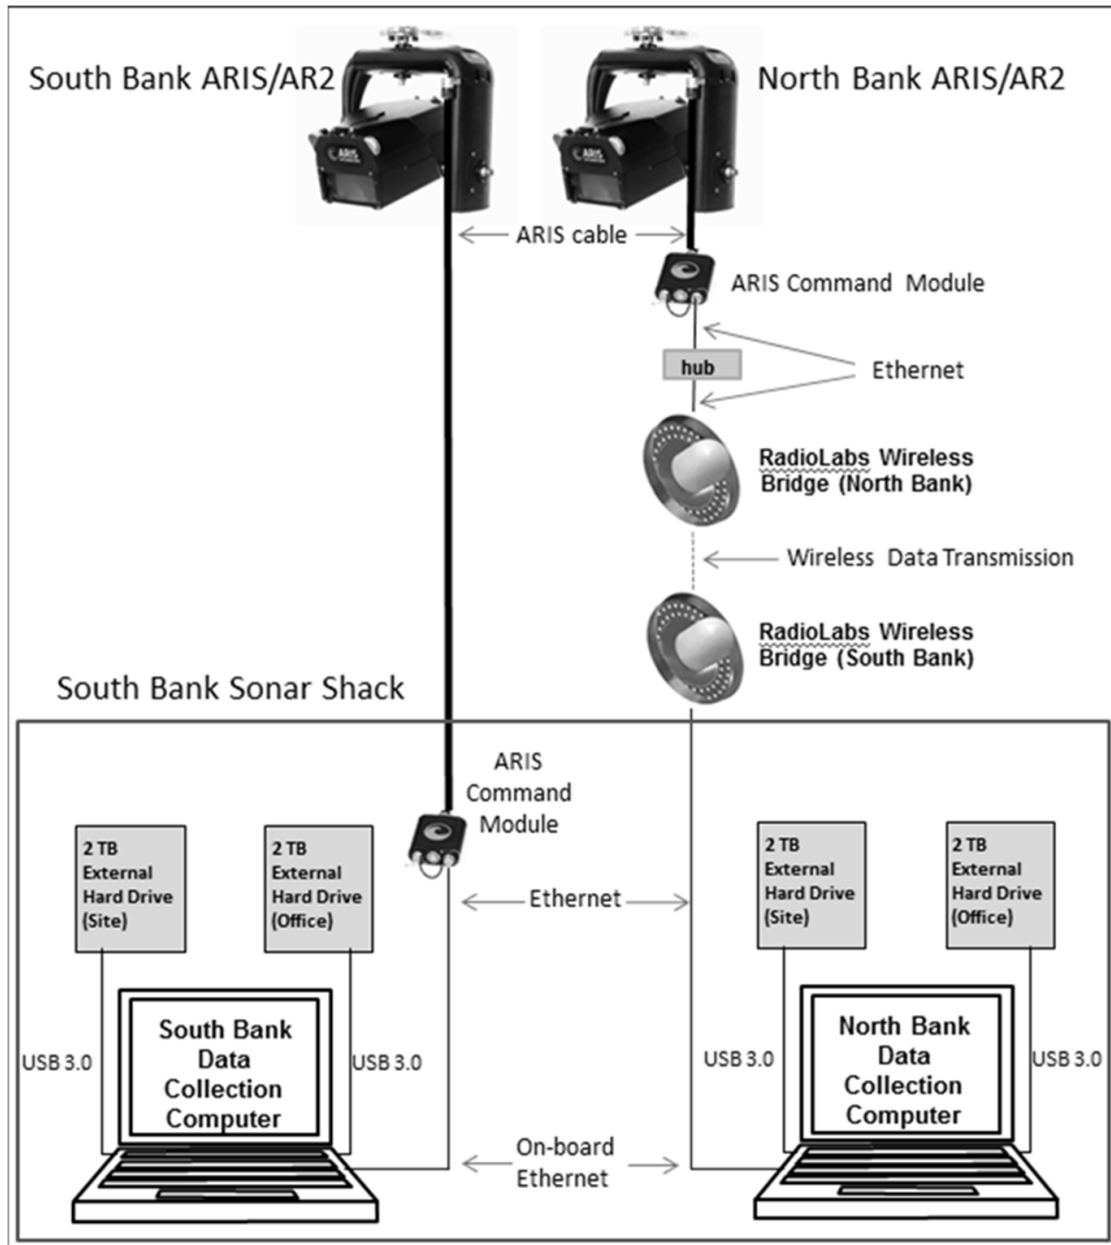 South Bank ARIS/AR2
North Bank ARIS/AR2
ARIS
ARIS
ARIS cable
ARIS Command Module
hub
Ethernet
RadioLabs Wireless
Bridge (North Bank)
Wireless Data Transmission
RadioLabs Wireless
Bridge (South Bank)
South Bank Sonar Shack
ARIS
Command
Module
2 TB
External
Hard Drive
(Site)
2 TB
External
Hard Drive
(Office)
Ethernet
2 TB
External
Hard Drive
(Site)
2 TB
External
Hard Drive
(Office)
USB 3.0
South Bank
Data
Collection
Computer
USB 3.0
USB 3.0
North Bank
Data
Collection
Computer
USB 3.0
On-board
Ethernet